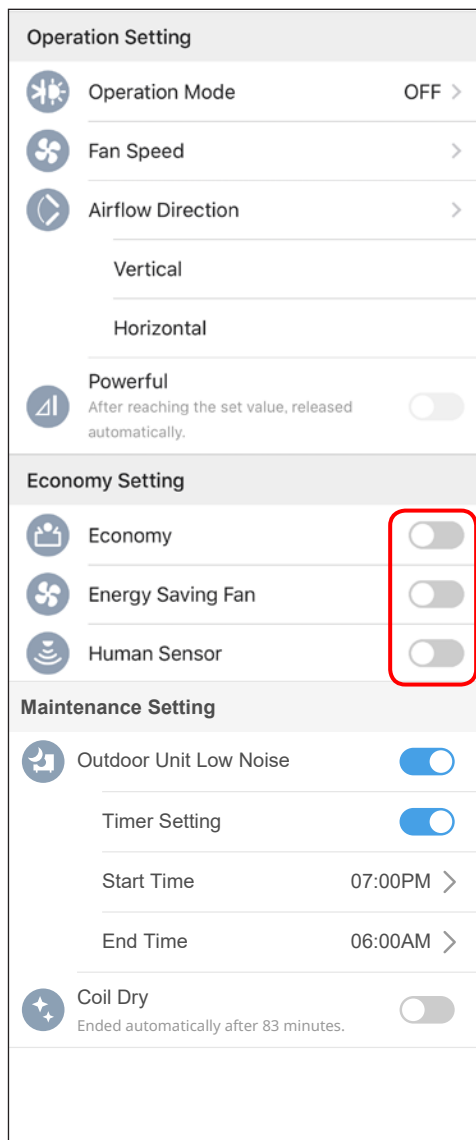 Operation Setting
Operation Mode OFF
Fan Speed
Airflow Direction
Vertical
Horizontal
Powerful
After reaching the set value, released
automatically.
Economy Setting
Economy
Energy Saving Fan
Human Sensor
Maintenance Setting
Outdoor Unit Low Noise
Timer Setting
Start Time 07:00PM
End Time 06:00AM
Coil Dry
Ended automatically after 83 minutes.